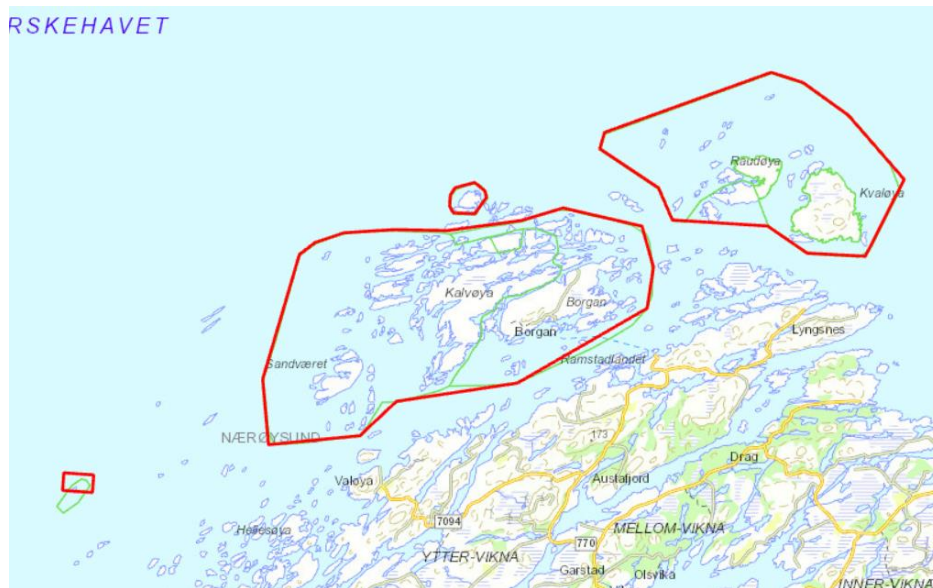 RSKEHAVET
Raudøya
Kvaløya
Kalvøya
Borgan
Borgan
Lyngsnes
Sandværet
Ramstadlandet
NÆRØYSUND
173
Drag
Valøya
Austafjord
7094
Hellesøya
MELLOM-VIKNA
770
YTTER-VIKNA
Garstad
Olsvika
INNER-VIKNA